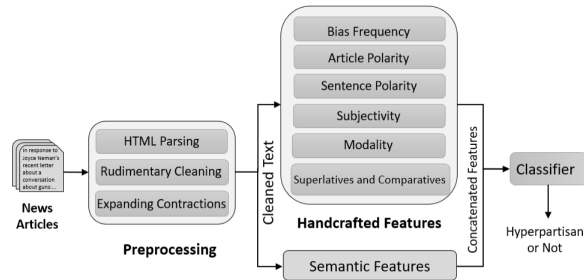 In response to
Joyce Neman's
recent letter
about a
conversation
about guns:...
News
Articles
HTML Parsing
Rudimentary Cleaning
Expanding Contractions
Preprocessing
Cleaned Text
Bias Frequency
Article Polarity
Sentence Polarity
Subjectivity
Modality
Superlatives and Comparatives
Handcrafted Features
Semantic Features
Concatenated Features
Classifier
Hyperpartisan
or Not